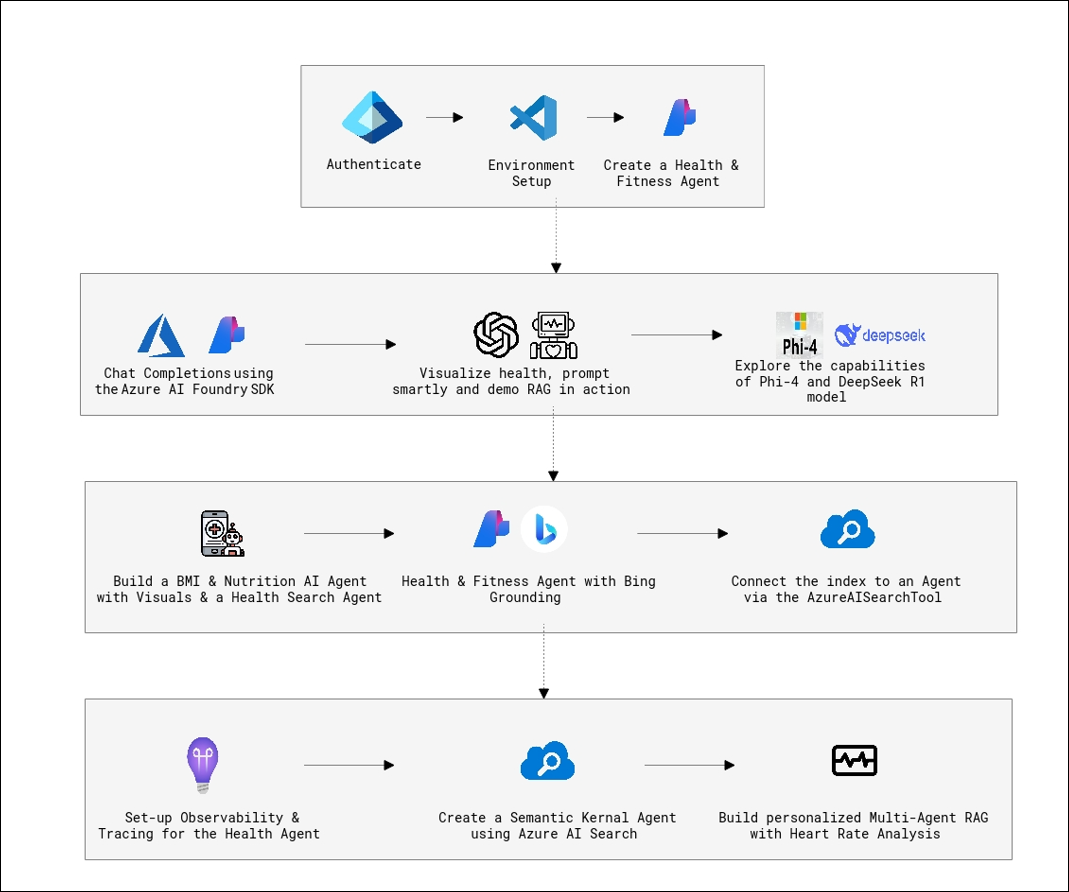 Authenticate
Environment
Setup
Create a Health &
Fitness Agent
Chat Completions using
the Azure AI Foundry SDK
Visualize health, prompt
smartly and demo RAG in action
Phi-4
deepseek
Explore the capabilities
of Phi-4 and DeepSeek R1
model
Build a BMI & Nutrition AI Agent
with Visuals & a Health Search Agent
Health & Fitness Agent with Bing
Grounding
Connect the index to an Agent
via the AzureAISearchTool
Set-up Observability &
Tracing for the Health Agent
Create a Semantic Kernal Agent
using Azure AI Search
Build personalized Multi-Agent RAG
with Heart Rate Analysis